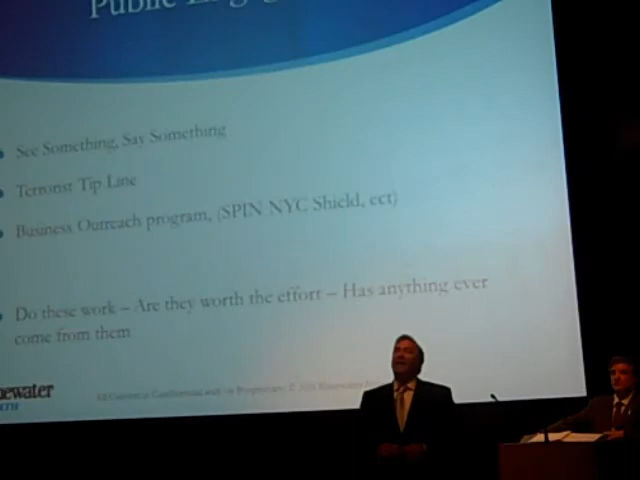 Public
See Something, Say Something
Terrorist Tip Line
Business Outreach program, (SPIN NYC Shield, ect)
Do these work – Are they worth the effort – Has anything ever
come from them